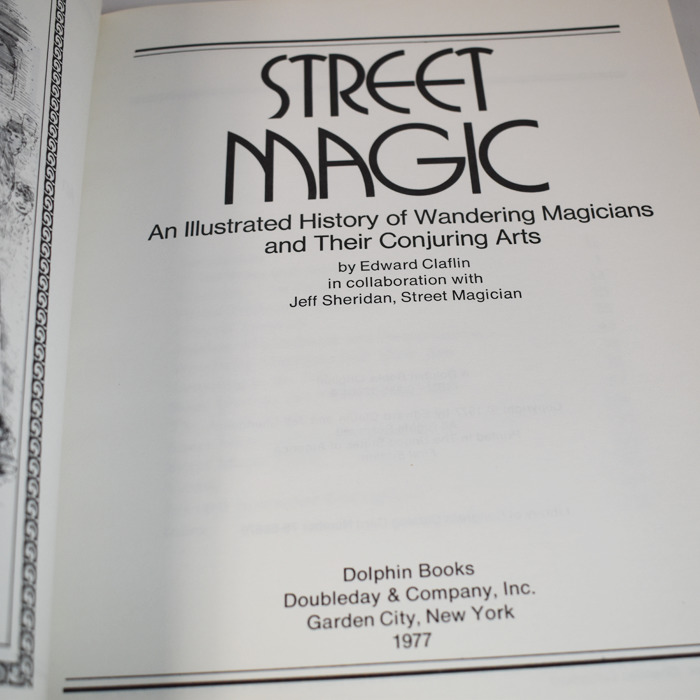 STREET
MAGIC
An Illustrated History of Wandering Magicians
and Their Conjuring Arts
by Edward Claflin
in collaboration with
Jeff Sheridan, Street Magician
Dolphin Books
Doubleday & Company, Inc.
Garden City, New York
1977